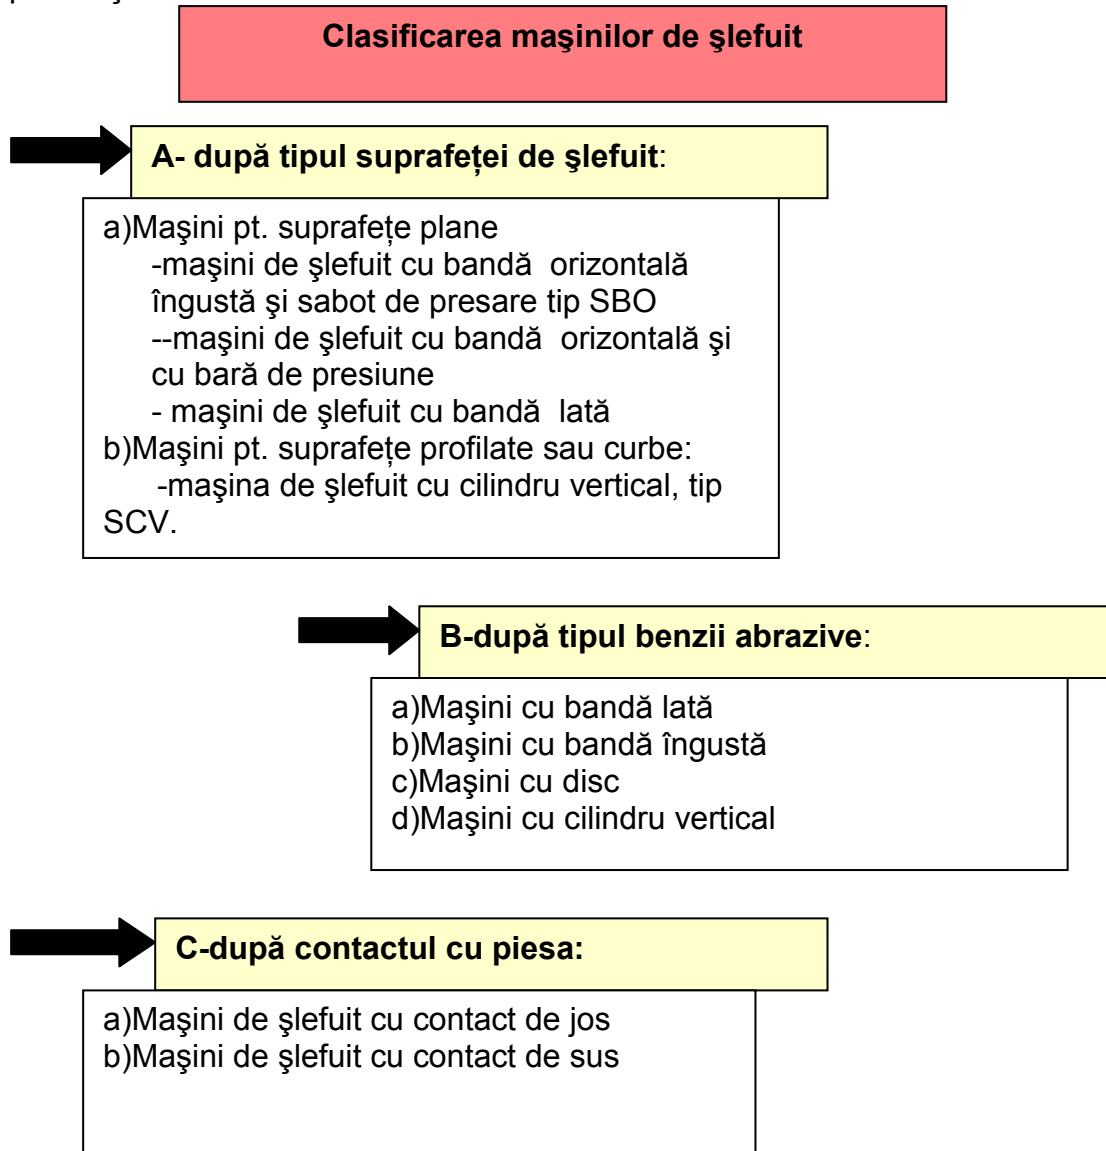 Clasificarea maşinilor de şlefuit
A- după tipul suprafeţei de şlefuit:
a)Maşini pt. suprafeţe plane
-maşini de şlefuit cu bandă orizontală
îngustă şi sabot de presare tip SBO
--maşini de şlefuit cu bandă orizontală şi
cu bară de presiune
- maşini de şlefuit cu bandă lată
b)Maşini pt. suprafeţe profilate sau curbe:
-maşina de şlefuit cu cilindru vertical, tip
SCV.
B-după tipul benzii abrazive:
a)Maşini cu bandă lată
b)Maşini cu bandă îngustă
c)Maşini cu disc
d)Maşini cu cilindru vertical
C-după contactul cu piesa:
a)Maşini de şlefuit cu contact de jos
b)Maşini de şlefuit cu contact de sus